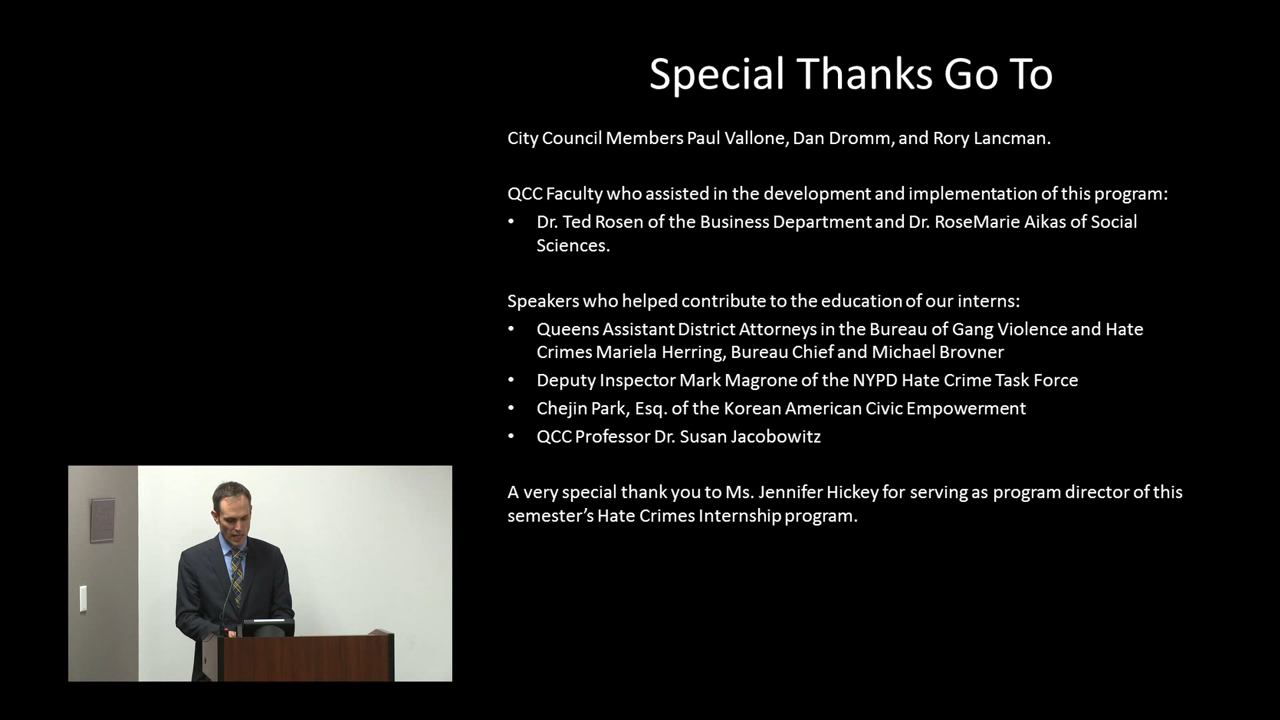 Special Thanks Go To
City Council Members Paul Vallone, Dan Dromm, and Rory Lancman.
QCC Faculty who assisted in the development and implementation of this program:
• Dr. Ted Rosen of the Business Department and Dr. RoseMarie Aikas of Social
Sciences.
Speakers who helped contribute to the education of our interns:
• Queens Assistant District Attorneys in the Bureau of Gang Violence and Hate
Crimes Mariela Herring, Bureau Chief and Michael Brovner
• Deputy Inspector Mark Magrone of the NYPD Hate Crime Task Force
• Chejin Park, Esq. of the Korean American Civic Empowerment
• QCC Professor Dr. Susan Jacobowitz
A very special thank you to Ms. Jennifer Hickey for serving as program director of this
semester’s Hate Crimes Internship program.